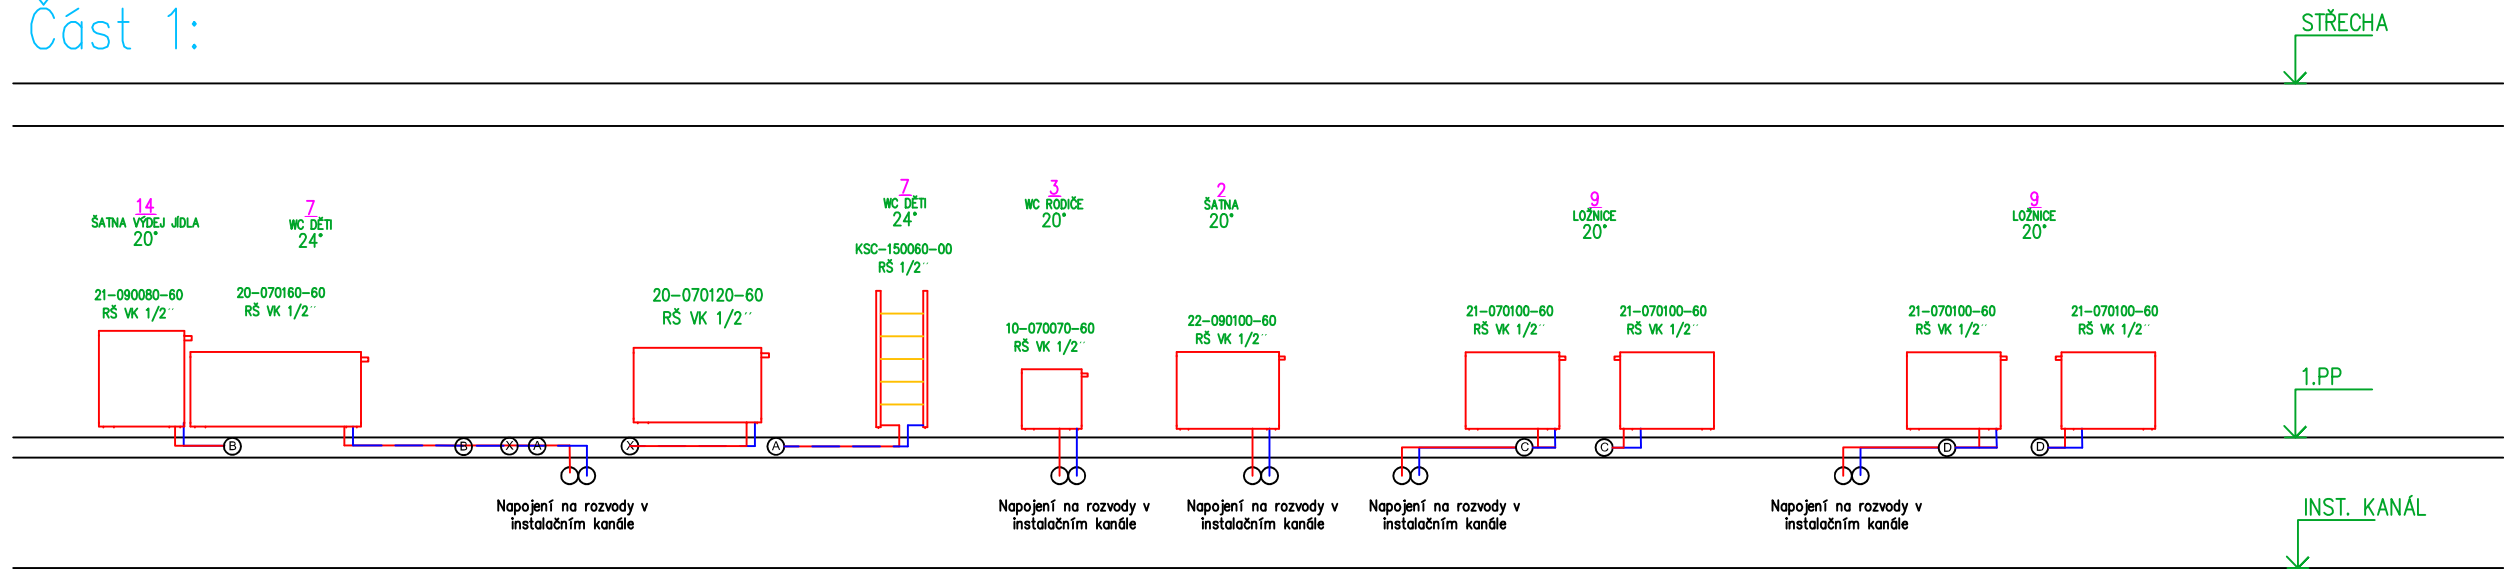 Část 1:
STŘECHA
14
ŠATNA VÝDEJ JÍDLA
20°
7
WC DĚTI
24°
7
WC DĚTI
24°
3
WC RODIČE
20°
2
ŠATNA
20°
9
LOŽNICE
20°
9
LOŽNICE
20°
21-090080-60
RŠ VK 1/2´´
20-070160-60
RŠ VK 1/2´´
20-070120-60
RŠ VK 1/2´´
KSC-150060-00
RŠ 1/2´´
10-070070-60
RŠ VK 1/2´´
22-090100-60
RŠ VK 1/2´´
21-070100-60
RŠ VK 1/2´´
21-070100-60
RŠ VK 1/2´´
21-070100-60
RŠ VK 1/2´´
21-070100-60
RŠ VK 1/2´´
1.PP
B
B
X
A
X
A
C
C
D
D
Napojení na rozvody v
instalačním kanále
Napojení na rozvody v
instalačním kanále
Napojení na rozvody v
instalačním kanále
Napojení na rozvody v
instalačním kanále
Napojení na rozvody v
instalačním kanále
INST. KANÁL